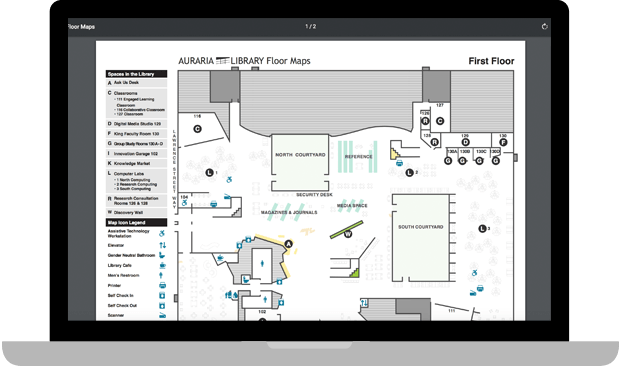 Floor Maps
1 / 2
AURARIA LIBRARY Floor Maps
First Floor
Spaces in the Library
A Ask Us Desk
C Classrooms
• 111 Engaged Learning
Classroom
• 116 Collaborative Classroom
• 127 Classroom
D Digital Media Studio 129
F King Faculty Room 130
G Group Study Rooms 130A-D
I Innovation Garage 102
K Knowledge Market
L Computer Labs
• 1 North Computing
• 2 Research Computing
• 3 South Computing
R Research Consultation
Rooms 126 & 128
W Discovery Wall
Map Icon Legend
Assistive Technology
Workstation
Elevator
Gender Neutral Bathroom
Library Cafe
Men's Restroom
Printer
Self Check In
Self Check Out
Scanner
LAWRENCE STREET WAY
116
C
127
126
R
C
128
R
129
D
130
F
130A
130B
130C
130D
G
G
G
G
NORTH COURTYARD
REFERENCE
L 1
L 2
SECURITY DESK
104
MAGAZINES & JOURNALS
MEDIA SPACE
SOUTH COURTYARD
W
A
L 3
102
111